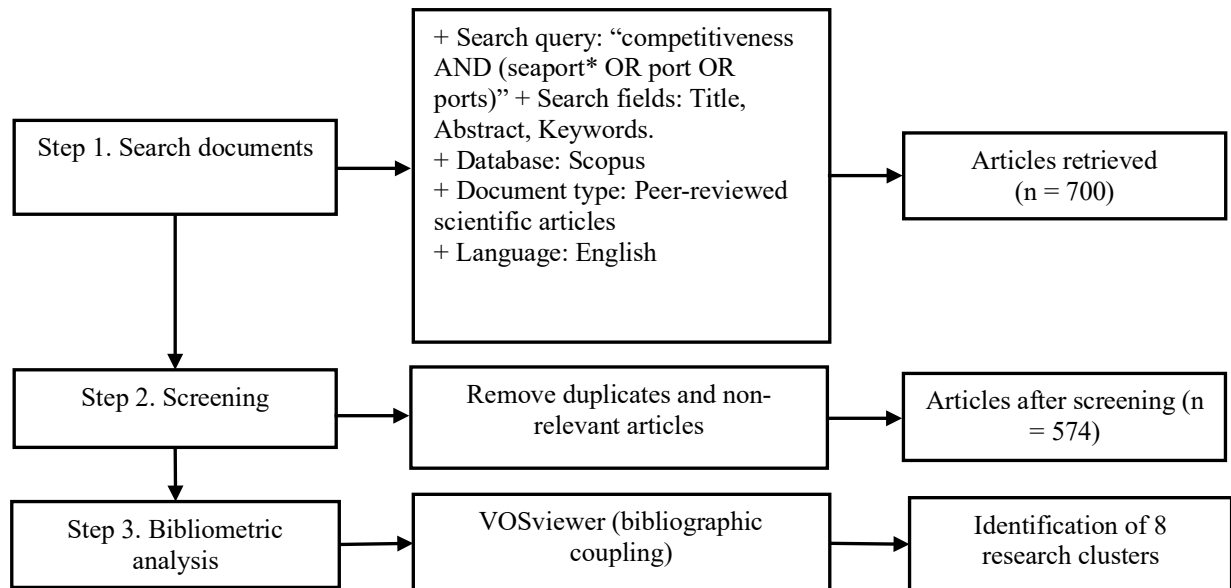 Step 1. Search documents
+ Search query: “competitiveness
AND (seaport* OR port OR
ports)” + Search fields: Title,
Abstract, Keywords.
+ Database: Scopus
+ Document type: Peer-reviewed
scientific articles
+ Language: English
Articles retrieved
(n = 700)
Step 2. Screening
Remove duplicates and non-
relevant articles
Articles after screening (n
= 574)
Step 3. Bibliometric
analysis
VOSviewer (bibliographic
coupling)
Identification of 8
research clusters